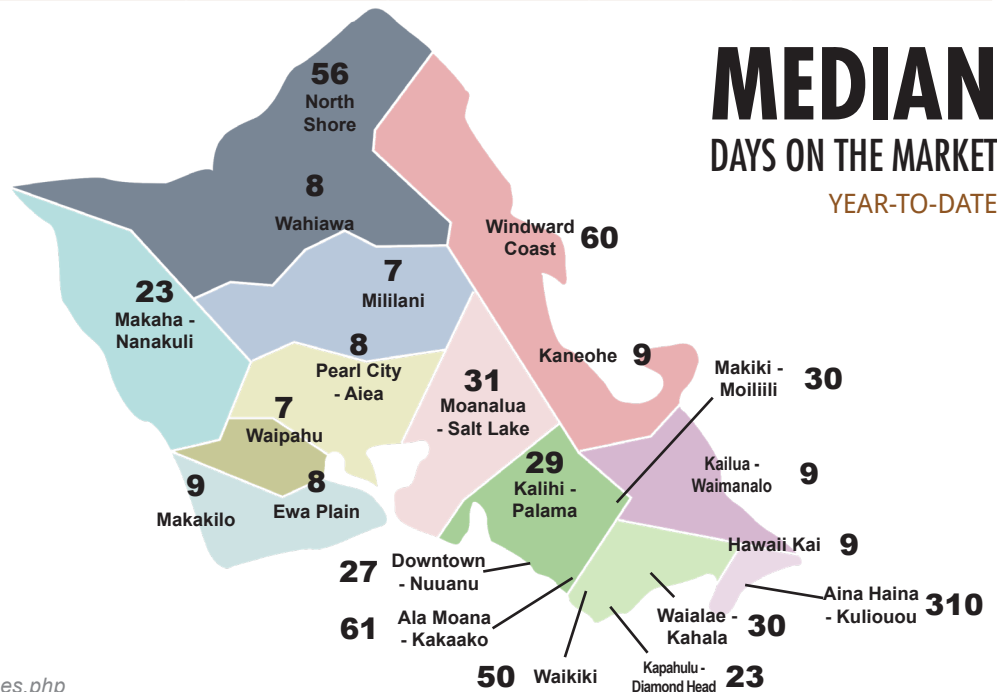 MEDIAN
DAYS ON THE MARKET
YEAR-TO-DATE
56
North
Shore
8
Wahiawa
Windward
Coast 60
7
Mililani
23
Makaha -
Nanakuli
8
Pearl City
- Aiea
Kaneohe 9
Makiki -
Moiliili 30
31
Moanalua
- Salt Lake
7
Waipahu
29
Kalihi -
Palama
Kailua -
Waimanalo 9
9
Makakilo
8
Ewa Plain
Hawaii Kai 9
27 Downtown
- Nuuanu
Aina Haina
- Kuliouou 310
61 Ala Moana
- Kakaako
Waialae -
Kahala 30
50 Waikiki
Kapahulu -
Diamond Head 23
es.php